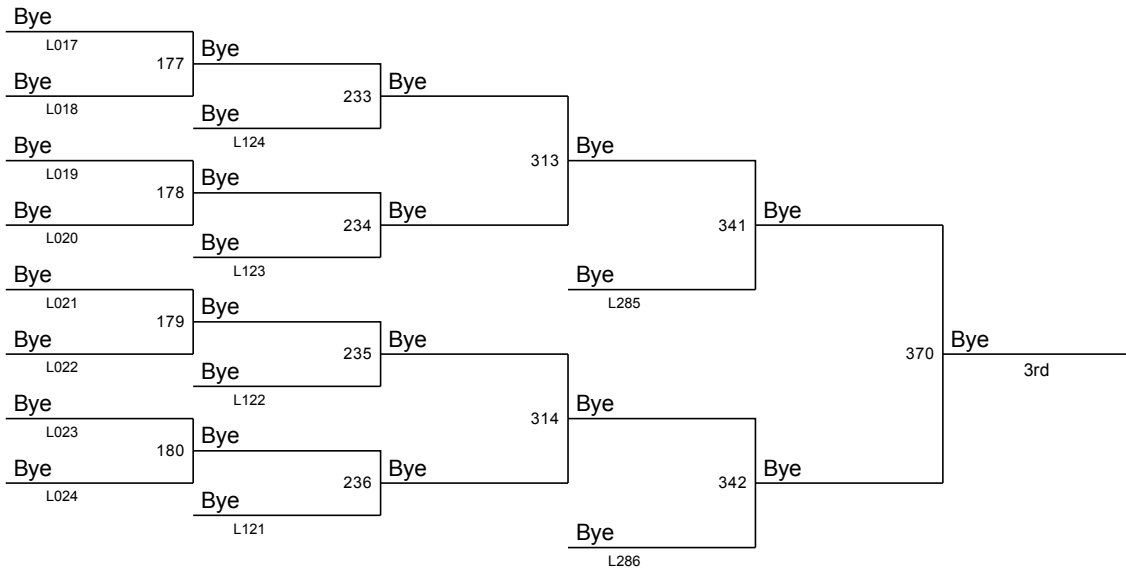 Bye
L017
177
Bye
Bye
L018
233
Bye
Bye
L124
Bye
L019
313
Bye
178
Bye
Bye
L020
234
Bye
341
Bye
Bye
L123
Bye
L021
Bye
L285
179
Bye
Bye
L022
235
Bye
370
Bye
3rd
Bye
L122
Bye
L023
314
Bye
180
Bye
Bye
L024
236
Bye
342
Bye
Bye
L121
Bye
L286